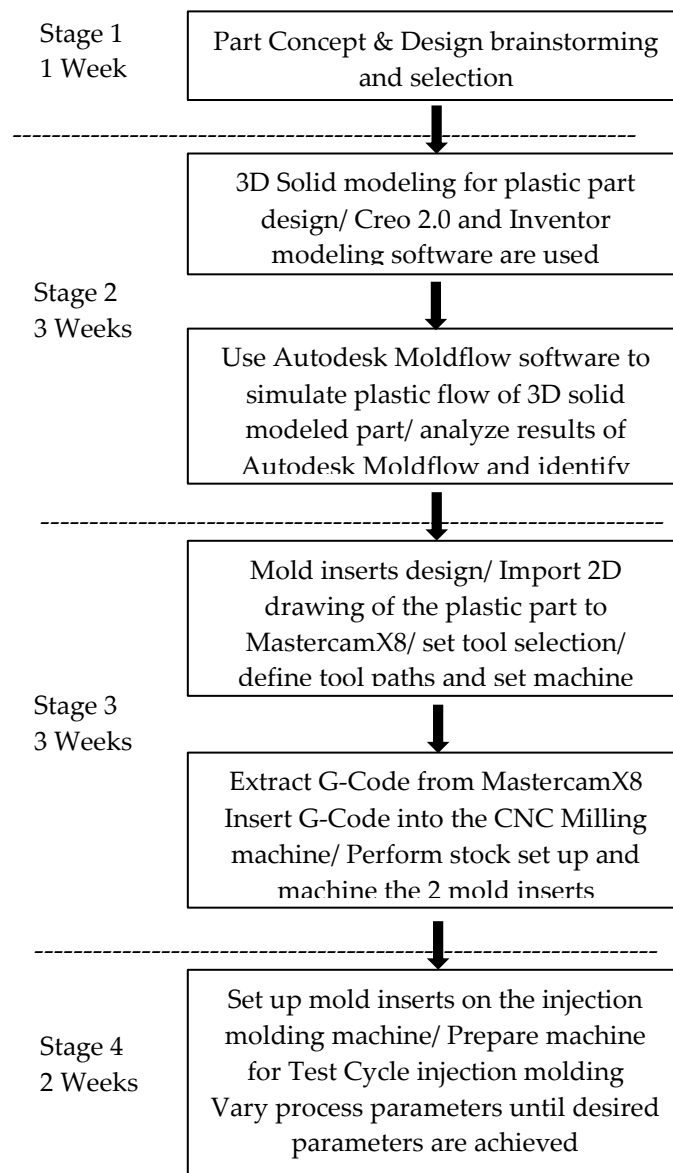 Stage 1
1 Week
Part Concept & Design brainstorming
and selection
3D Solid modeling for plastic part
design/ Creo 2.0 and Inventor
modeling software are used
Stage 2
3 Weeks
Use Autodesk Moldflow software to
simulate plastic flow of 3D solid
modeled part/ analyze results of
Autodesk Moldflow and identify
Mold inserts design/ Import 2D
drawing of the plastic part to
MastercamX8/ set tool selection/
define tool paths and set machine
Stage 3
3 Weeks
Extract G-Code from MastercamX8
Insert G-Code into the CNC Milling
machine/ Perform stock set up and
machine the 2 mold inserts
Stage 4
2 Weeks
Set up mold inserts on the injection
molding machine/ Prepare machine
for Test Cycle injection molding
Vary process parameters until desired
parameters are achieved